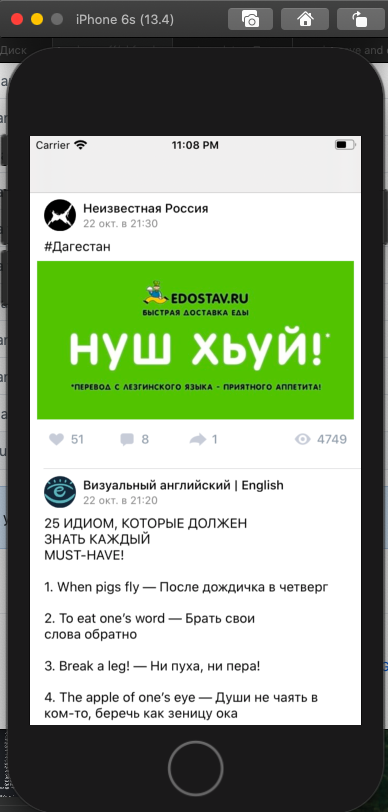 iPhone 6s (13.4)
Диск
Carrier
11:08 PM
Неизвестная Россия
22 окт. в 21:30
#Дагестан
EDOSTAV.RU
БЫСТРАЯ ДОСТАВКА ЕДЫ
НУШ ХЬУЙ!*
*ПЕРЕВОД С ЛЕЗГИНСКОГО ЯЗЫКА - ПРИЯТНОГО АППЕТИТА!
51 8 1 4749
Визуальный английский | English
22 окт. в 21:20
25 ИДИОМ, КОТОРЫЕ ДОЛЖЕН
ЗНАТЬ КАЖДЫЙ
MUST-HAVE!
1. When pigs fly — После дождичка в четверг
2. To eat one’s word — Брать свои
слова обратно
3. Break a leg! — Ни пуха, ни пера!
4. The apple of one’s eye — Души не чаять в
ком-то, беречь как зеницу ока